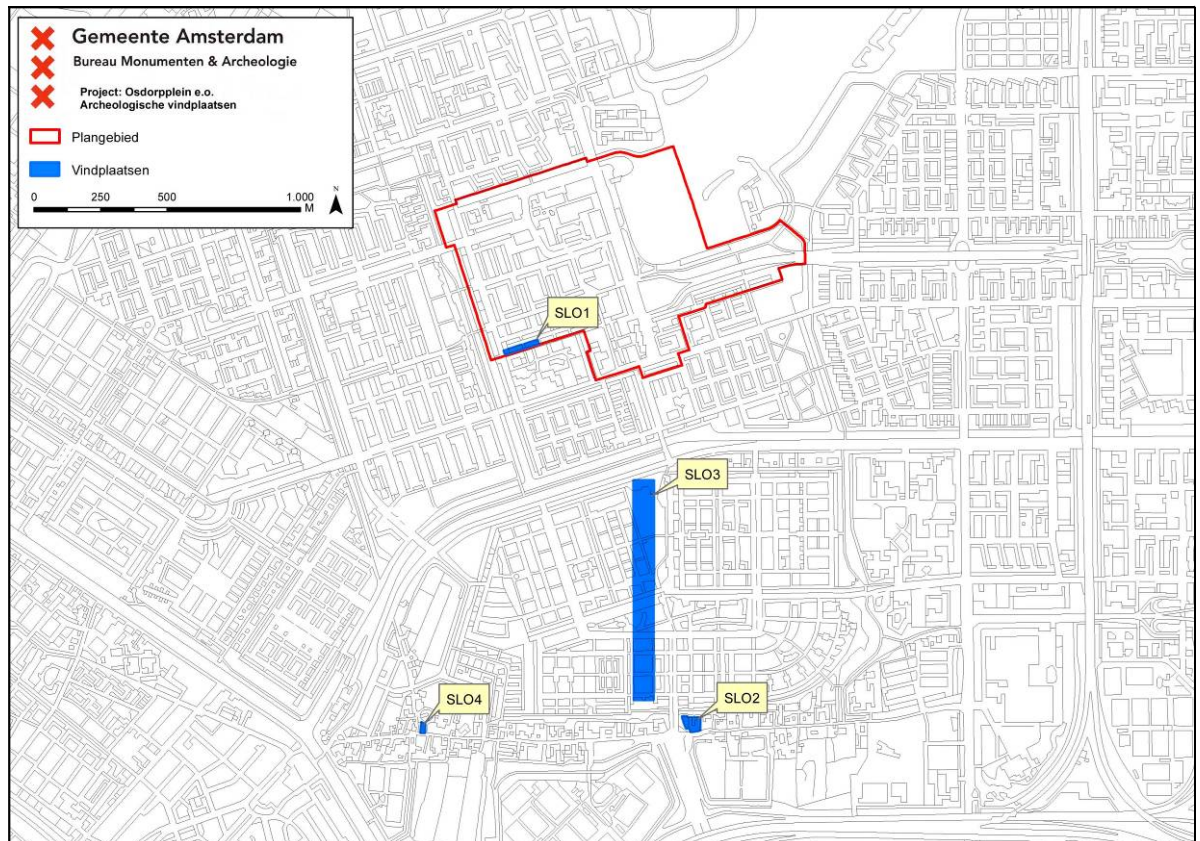 Gemeente Amsterdam
Bureau Monumenten & Archeologie
Project: Osdorpplein e.o.
Archeologische vindplaatsen
Plangebied
Vindplaatsen
0 250 500 1.000
M
N
SLO1
SLO3
SLO4
SLO2